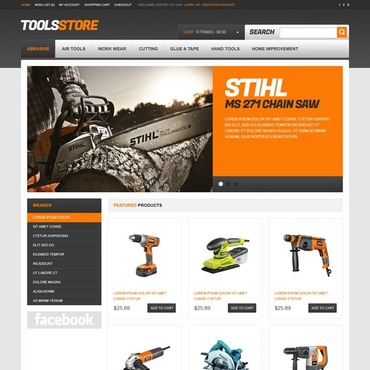 HOME WISH LIST (0) MY ACCOUNT SHOPPING CART CHECKOUT WELCOME VISITOR YOU CAN LOGIN OR CREATE AN ACCOUNT
TOOLSSTORE
CART 0 ITEM(S) - $0.00
SEARCH
ABRASIVE AIR TOOLS WORK WEAR CUTTING GLUE & TAPE HAND TOOLS HOME IMPROVEMENT
STIHL
MS 271 CHAIN SAW
LOREM IPSUM DOLOR SIT AMET, CONSECTETUR ADIPISIC
ING ELIT, SED DO EIUSMOD TEMPOR INCIDIDUNT
UT LABORE ET DOLORE MAGNA ALIQUA. UT ENIM AD MINIM
VENIAM, QUIS NOSTRUD EXERCITATION
STIHL
BRANDS
LOREM IPSUM DOLOR
SIT AMET CONSE
CTETUR ADIPISICING
ELIT SED DO
EIUSMOD TEMPOR
INCIDIDUNT
UT LABORE ET
DOLORE MAGNA
ALIQUAENIM
AD MINIM VENIAM
facebook
FEATURED PRODUCTS
LOREM IPSUM DOLOR SIT AMET CONSE CTETUR
$25.89 ADD TO CART
LOREM IPSUM DOLOR SIT AMET CONSE CTETUR
$25.89 ADD TO CART
LOREM IPSUM DOLOR SIT AMET CONSE CTETUR
$25.89 ADD TO CART